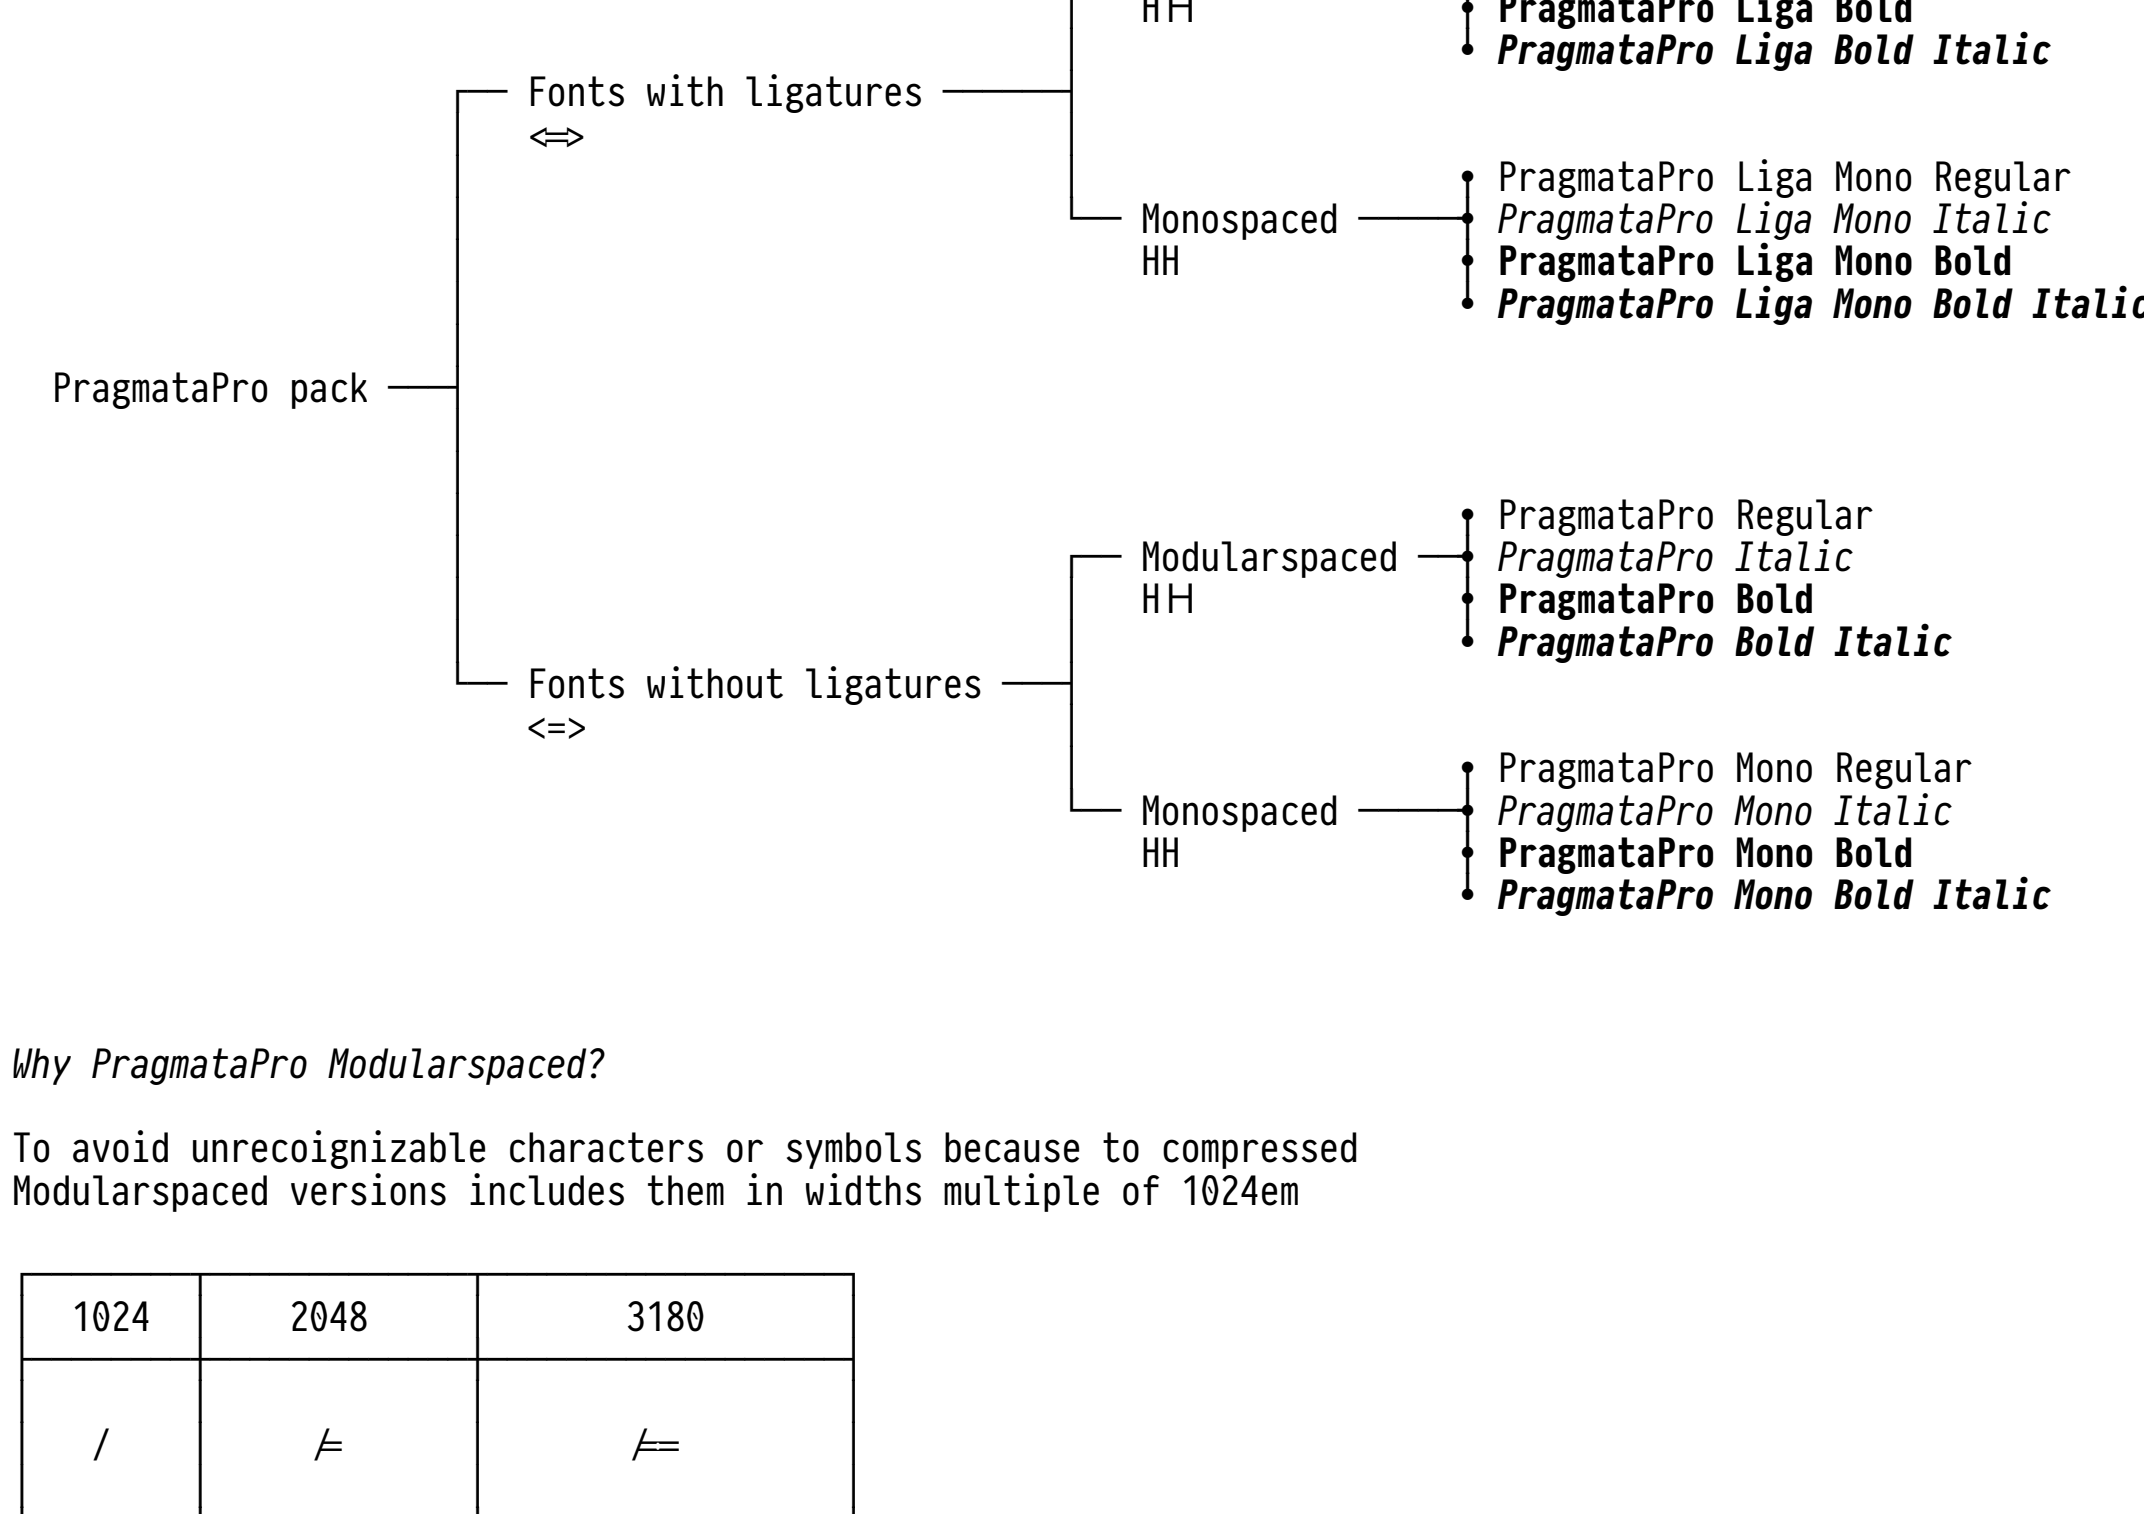 HH
PragmataPro Liga Bold
PragmataPro Liga Bold Italic
Fonts with ligatures
<=>
PragmataPro Liga Mono Regular
Monospaced
PragmataPro Liga Mono Italic
HH
PragmataPro Liga Mono Bold
PragmataPro Liga Mono Bold Italic
PragmataPro pack
PragmataPro Regular
Modularspaced
PragmataPro Italic
HH
PragmataPro Bold
PragmataPro Bold Italic
Fonts without ligatures
<=>
PragmataPro Mono Regular
Monospaced
PragmataPro Mono Italic
HH
PragmataPro Mono Bold
PragmataPro Mono Bold Italic
Why PragmataPro Modularspaced?
To avoid unrecoignizable characters or symbols because to compressed
Modularspaced versions includes them in widths multiple of 1024em
1024 2048 3180
/ /= /==